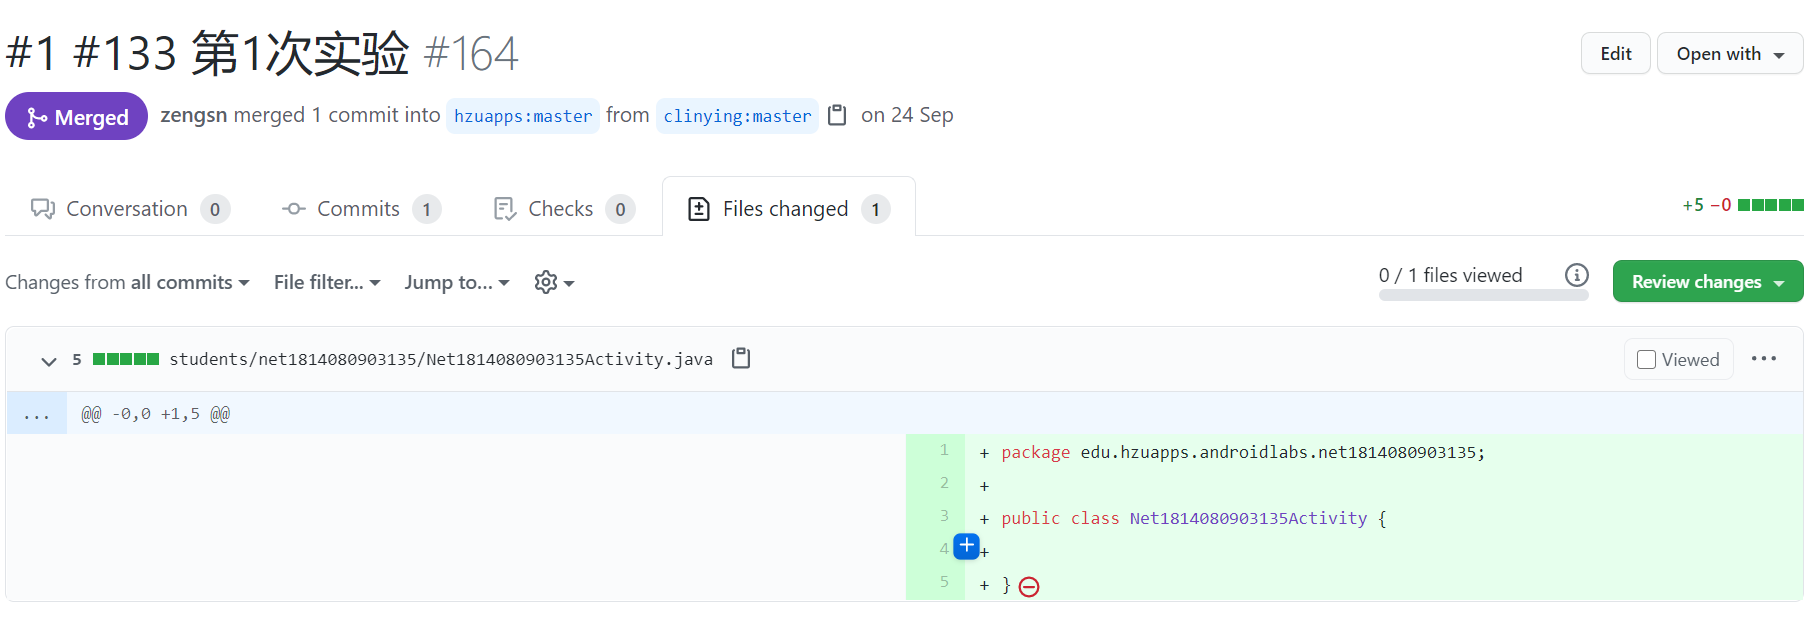 #1 #133 第1次实验 #164
Edit
Open with
Merged
zengsn merged 1 commit into hzuapps:master from clinying:master on 24 Sep
Conversation 0
Commits 1
Checks 0
Files changed 1
+5 −0
Changes from all commits
File filter...
Jump to...
0 / 1 files viewed
Review changes
5 students/net1814080903135/Net1814080903135Activity.java
Viewed
...
... @@ -0,0 +1,5 @@
1 + package edu.hzuapps.androidlabs.net1814080903135;
2 +
3 + public class Net1814080903135Activity {
4 +
5 + }